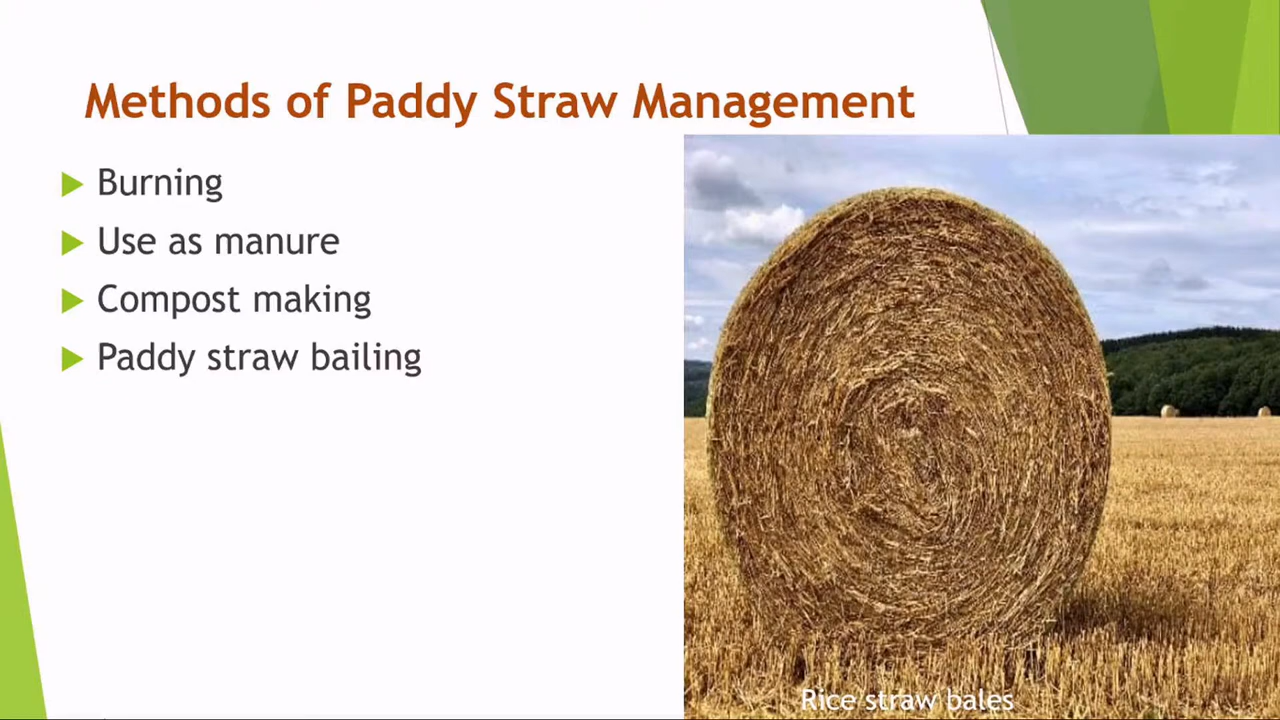 Methods of Paddy Straw Management
Burning
Use as manure
Compost making
Paddy straw bailing
Rice straw bales